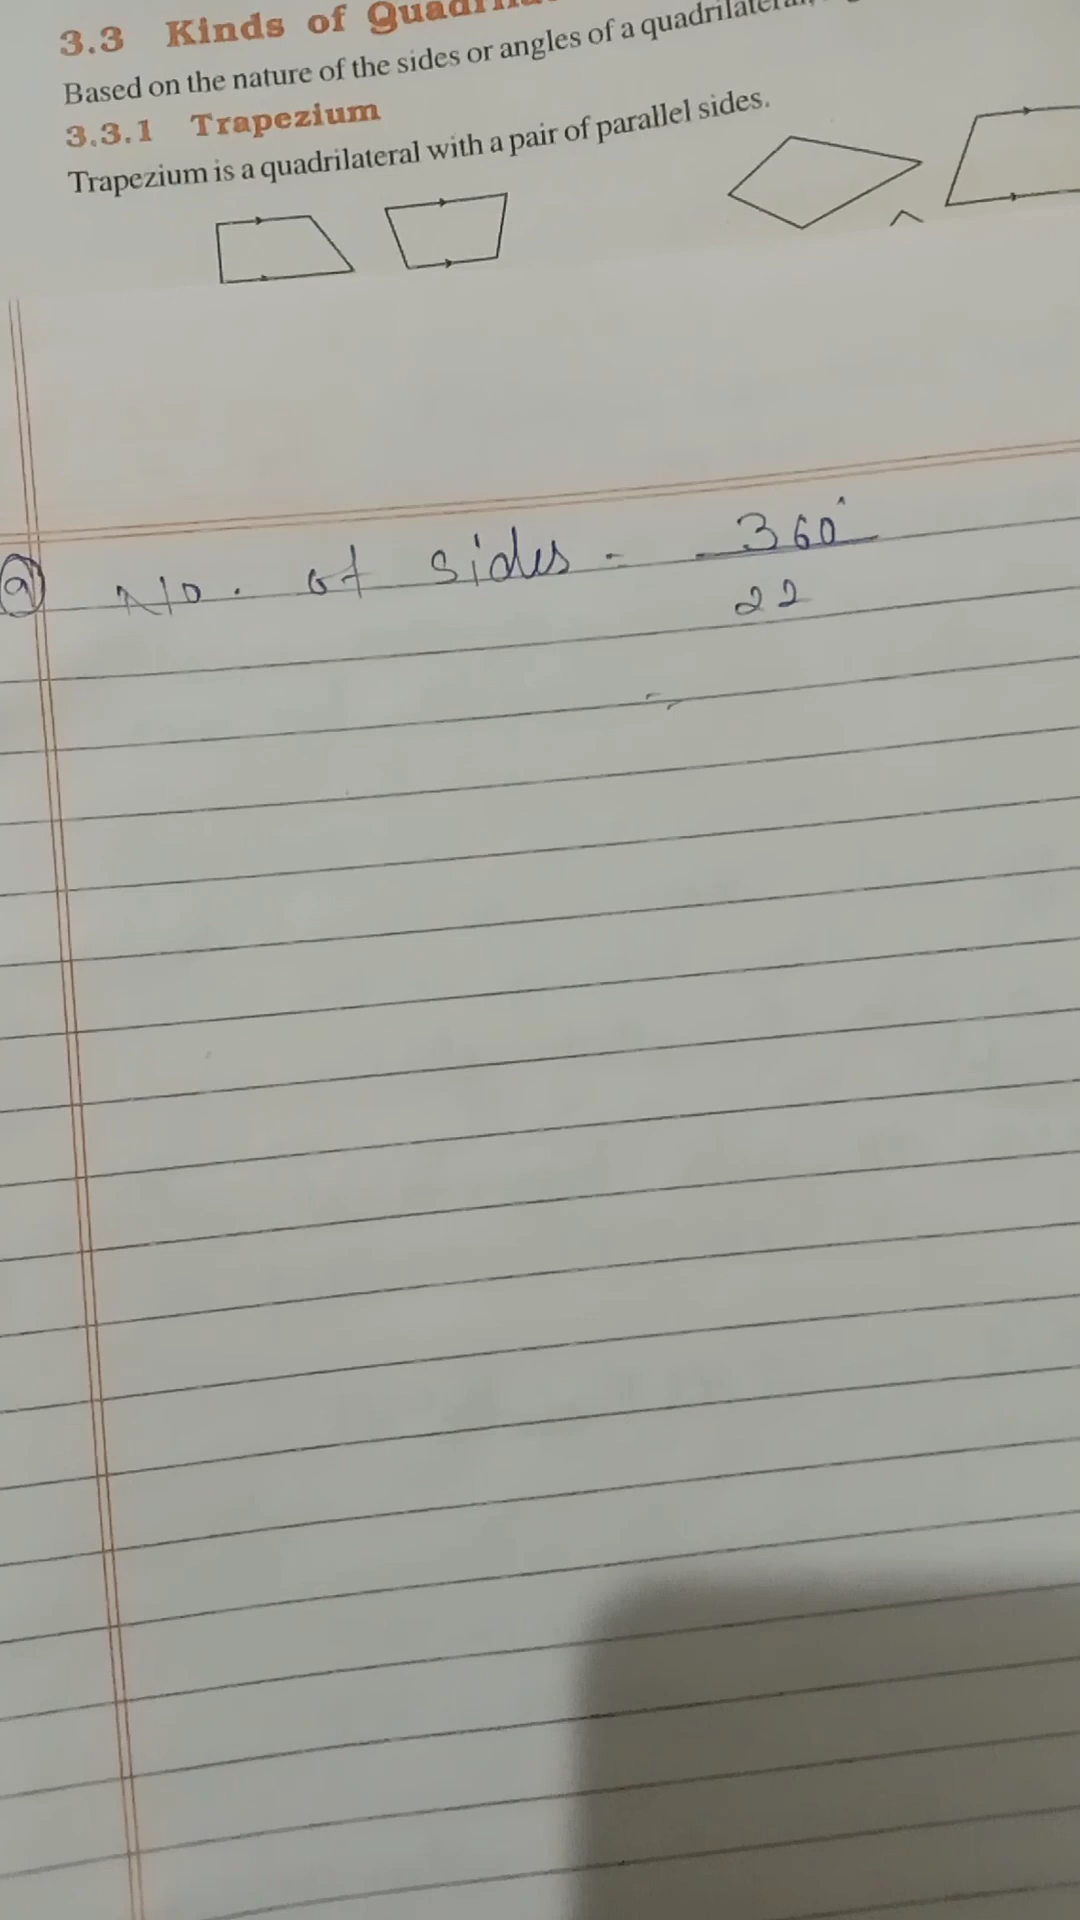 3.3 Kinds of
Based on the nature of the sides or angles of a quadrilateral,
3.3.1 Trapezium
Trapezium is a quadrilateral with a pair of parallel sides.
a No. of sides = 360°
22
=